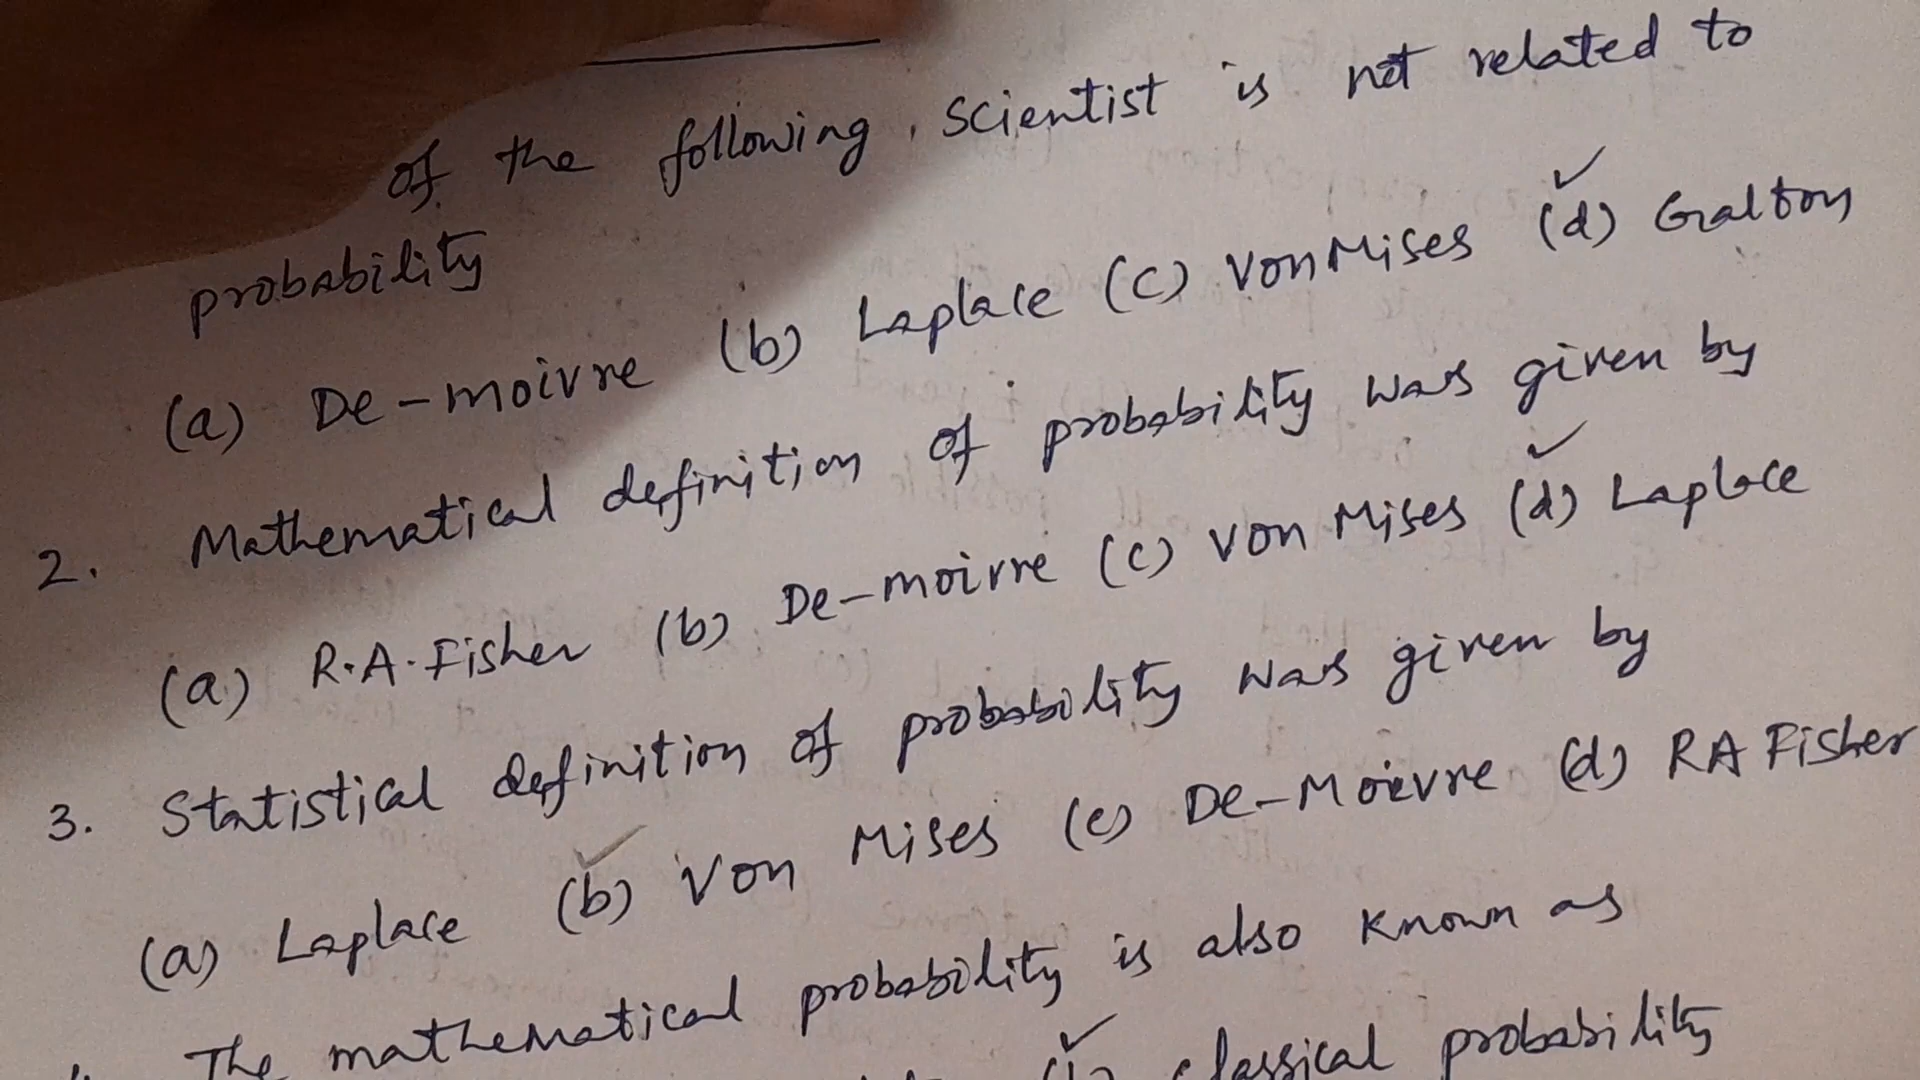 of the following, scientist is not related to
probability
(a) De-moivre (b) Laplace (c) Von Mises (d) Galton
2. Mathematical definition of probability was given by
(a) R.A. Fisher (b) De-moivre (c) Von Mises (d) Laplace
3. Statistical definition of probability was given by
(a) Laplace (b) Von Mises (c) De-Moivre (d) RA Fisher
The mathematical probability is also known as
classical probability